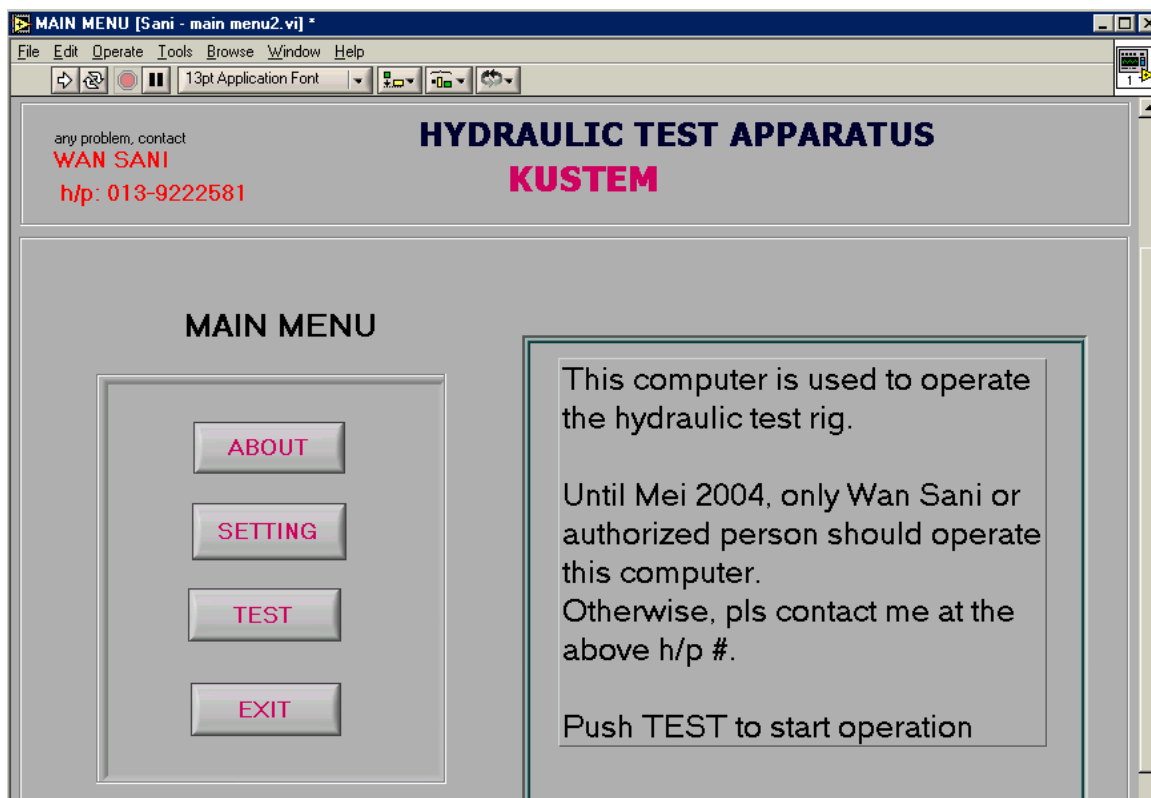 MAIN MENU [Sani - main menu2.vi] *
File Edit Operate Tools Browse Window Help
13pt Application Font
1
any problem, contact
WAN SANI
h/p: 013-9222581
HYDRAULIC TEST APPARATUS
KUSTEM
MAIN MENU
ABOUT
SETTING
TEST
EXIT
This computer is used to operate
the hydraulic test rig.
Until Mei 2004, only Wan Sani or
authorized person should operate
this computer.
Otherwise, pls contact me at the
above h/p #.
Push TEST to start operation